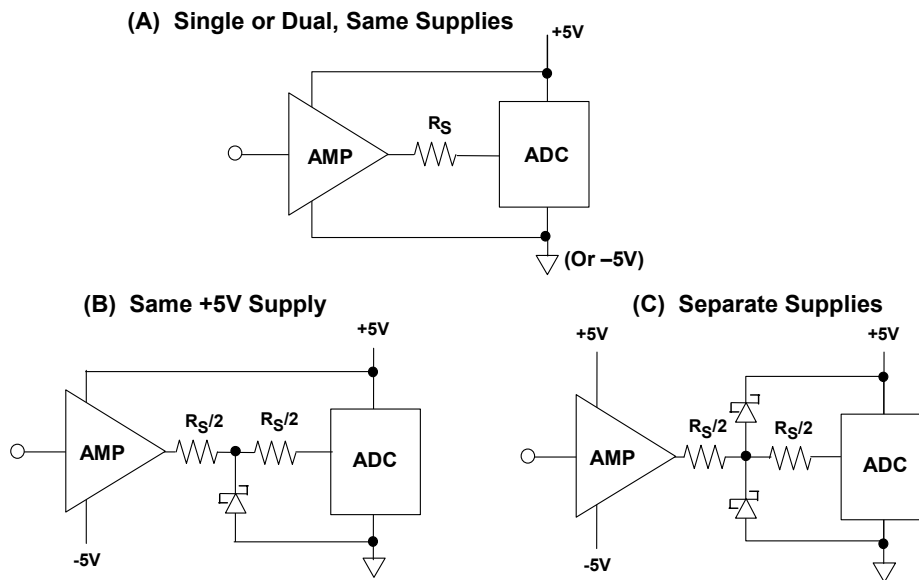 (A) Single or Dual, Same Supplies
+5V
RS
AMP
ADC
(Or –5V)
(B) Same +5V Supply
+5V
RS/2
RS/2
AMP
ADC
-5V
(C) Separate Supplies
+5V
+5V
RS/2
RS/2
AMP
ADC
-5V